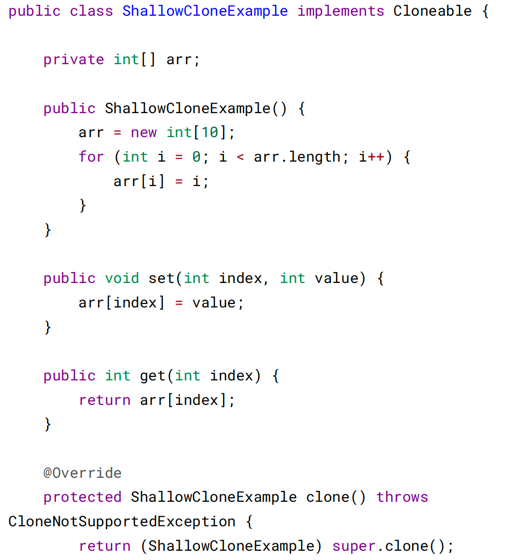 public class ShallowCloneExample implements Cloneable {
    private int[] arr;
    public ShallowCloneExample() {
        arr = new int[10];
        for (int i = 0; i < arr.length; i++) {
            arr[i] = i;
        }
    }
    public void set(int index, int value) {
        arr[index] = value;
    }
    public int get(int index) {
        return arr[index];
    }
    @Override
    protected ShallowCloneExample clone() throws
CloneNotSupportedException {
        return (ShallowCloneExample) super.clone();